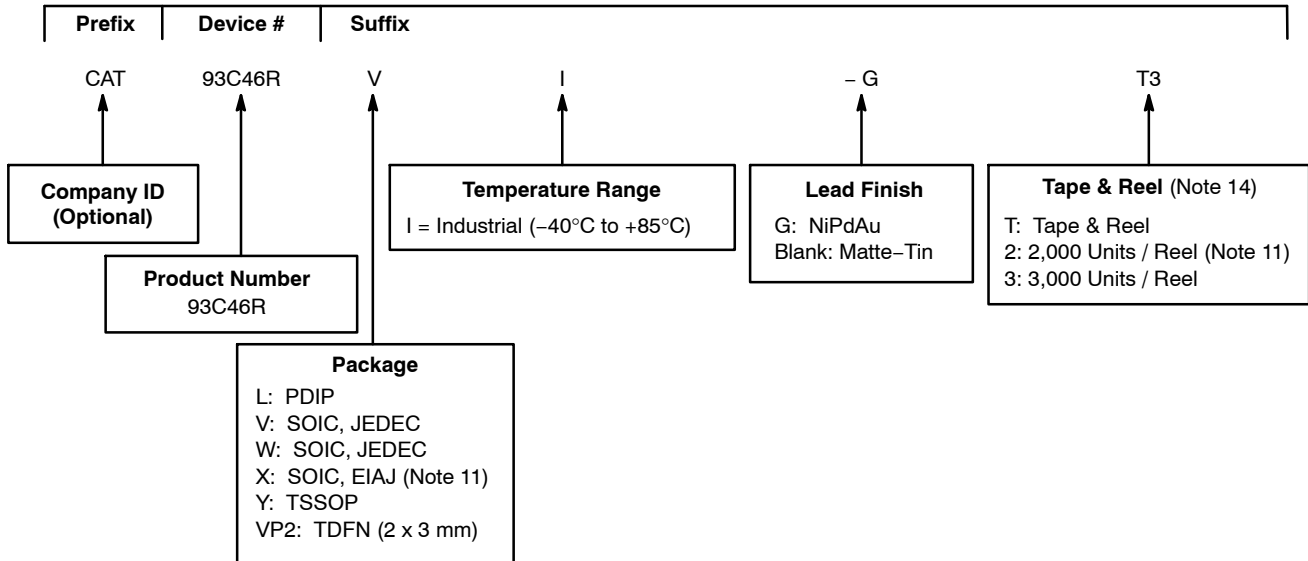 Prefix Device # Suffix
CAT 93C46R V I – G T3
Company ID
(Optional)
Product Number
93C46R
Package
L: PDIP
V: SOIC, JEDEC
W: SOIC, JEDEC
X: SOIC, EIAJ (Note 11)
Y: TSSOP
VP2: TDFN (2 x 3 mm)
Temperature Range
I = Industrial (−40°C to +85°C)
Lead Finish
G: NiPdAu
Blank: Matte−Tin
Tape & Reel (Note 14)
T: Tape & Reel
2: 2,000 Units / Reel (Note 11)
3: 3,000 Units / Reel